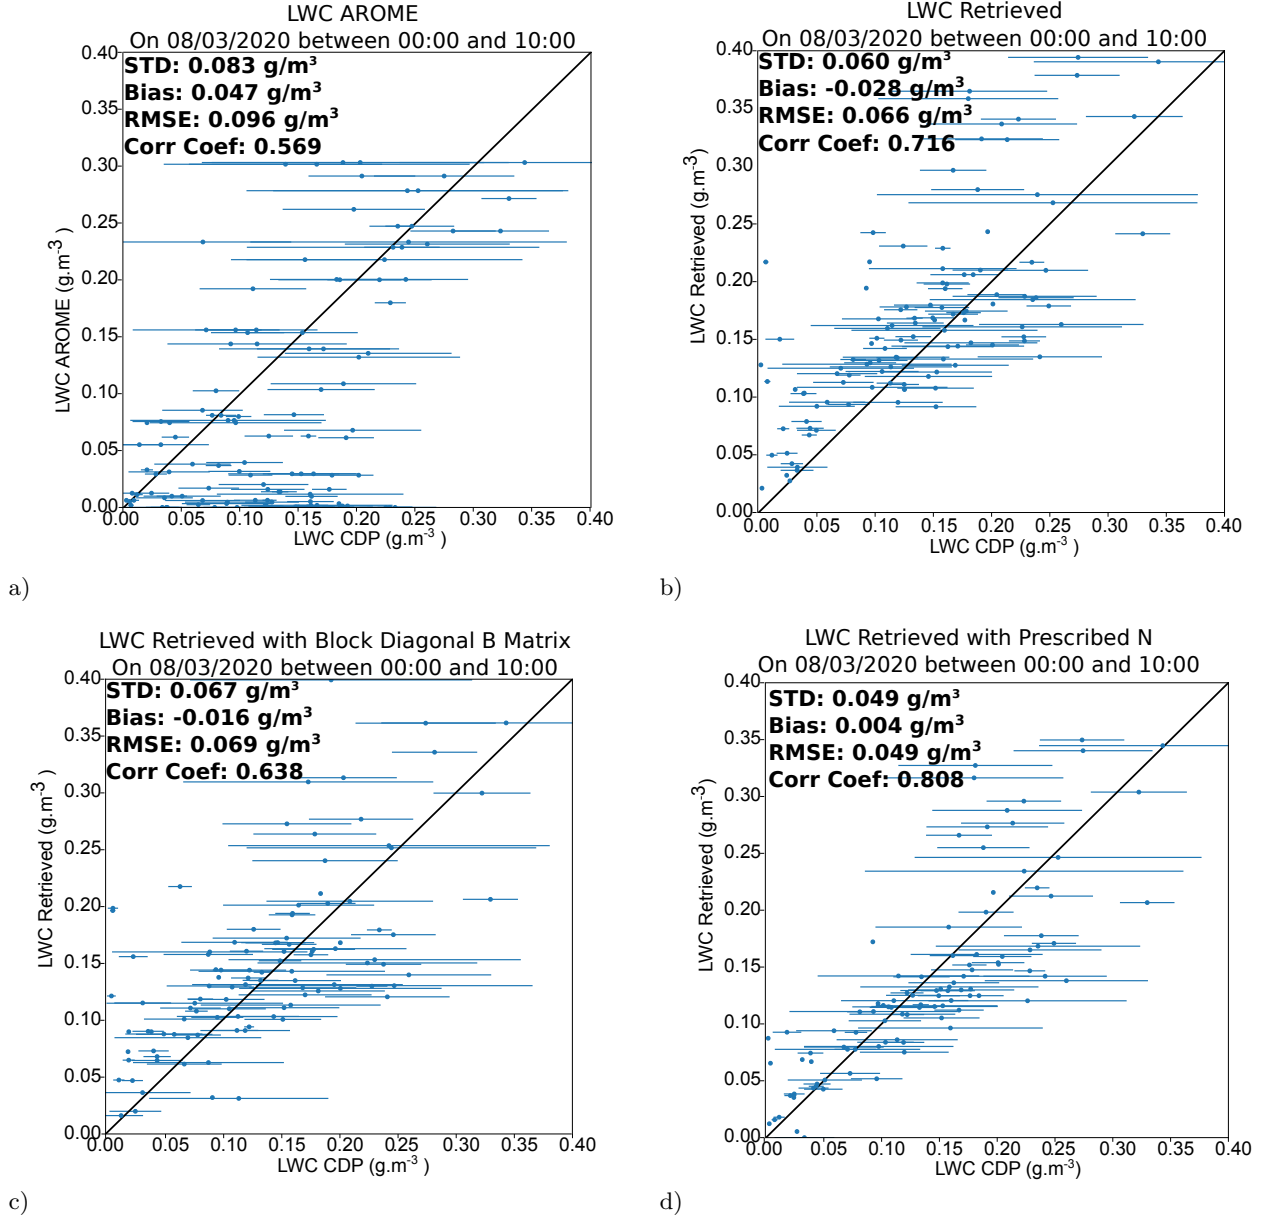 LWC AROME
On 08/03/2020 between 00:00 and 10:00
STD: 0.083 g/m³
Bias: 0.047 g/m³
RMSE: 0.096 g/m³
Corr Coef: 0.569
0.40
0.35
0.30
0.25
0.20
0.15
0.10
0.05
0.00
LWC AROME (g.m⁻³ )
0.00 0.05 0.10 0.15 0.20 0.25 0.30 0.35 0.40
LWC CDP (g.m⁻³ )
a)
LWC Retrieved
On 08/03/2020 between 00:00 and 10:00
STD: 0.060 g/m³
Bias: -0.028 g/m³
RMSE: 0.066 g/m³
Corr Coef: 0.716
0.40
0.35
0.30
0.25
0.20
0.15
0.10
0.05
0.00
LWC Retrieved (g.m⁻³ )
0.00 0.05 0.10 0.15 0.20 0.25 0.30 0.35 0.40
LWC CDP (g.m⁻³ )
b)
LWC Retrieved with Block Diagonal B Matrix
On 08/03/2020 between 00:00 and 10:00
STD: 0.067 g/m³
Bias: -0.016 g/m³
RMSE: 0.069 g/m³
Corr Coef: 0.638
0.40
0.35
0.30
0.25
0.20
0.15
0.10
0.05
0.00
LWC Retrieved (g.m⁻³ )
0.00 0.05 0.10 0.15 0.20 0.25 0.30 0.35 0.40
LWC CDP (g.m⁻³ )
c)
LWC Retrieved with Prescribed N
On 08/03/2020 between 00:00 and 10:00
STD: 0.049 g/m³
Bias: 0.004 g/m³
RMSE: 0.049 g/m³
Corr Coef: 0.808
0.40
0.35
0.30
0.25
0.20
0.15
0.10
0.05
0.00
LWC Retrieved (g.m⁻³ )
0.00 0.05 0.10 0.15 0.20 0.25 0.30 0.35 0.40
LWC CDP (g.m⁻³)
d)